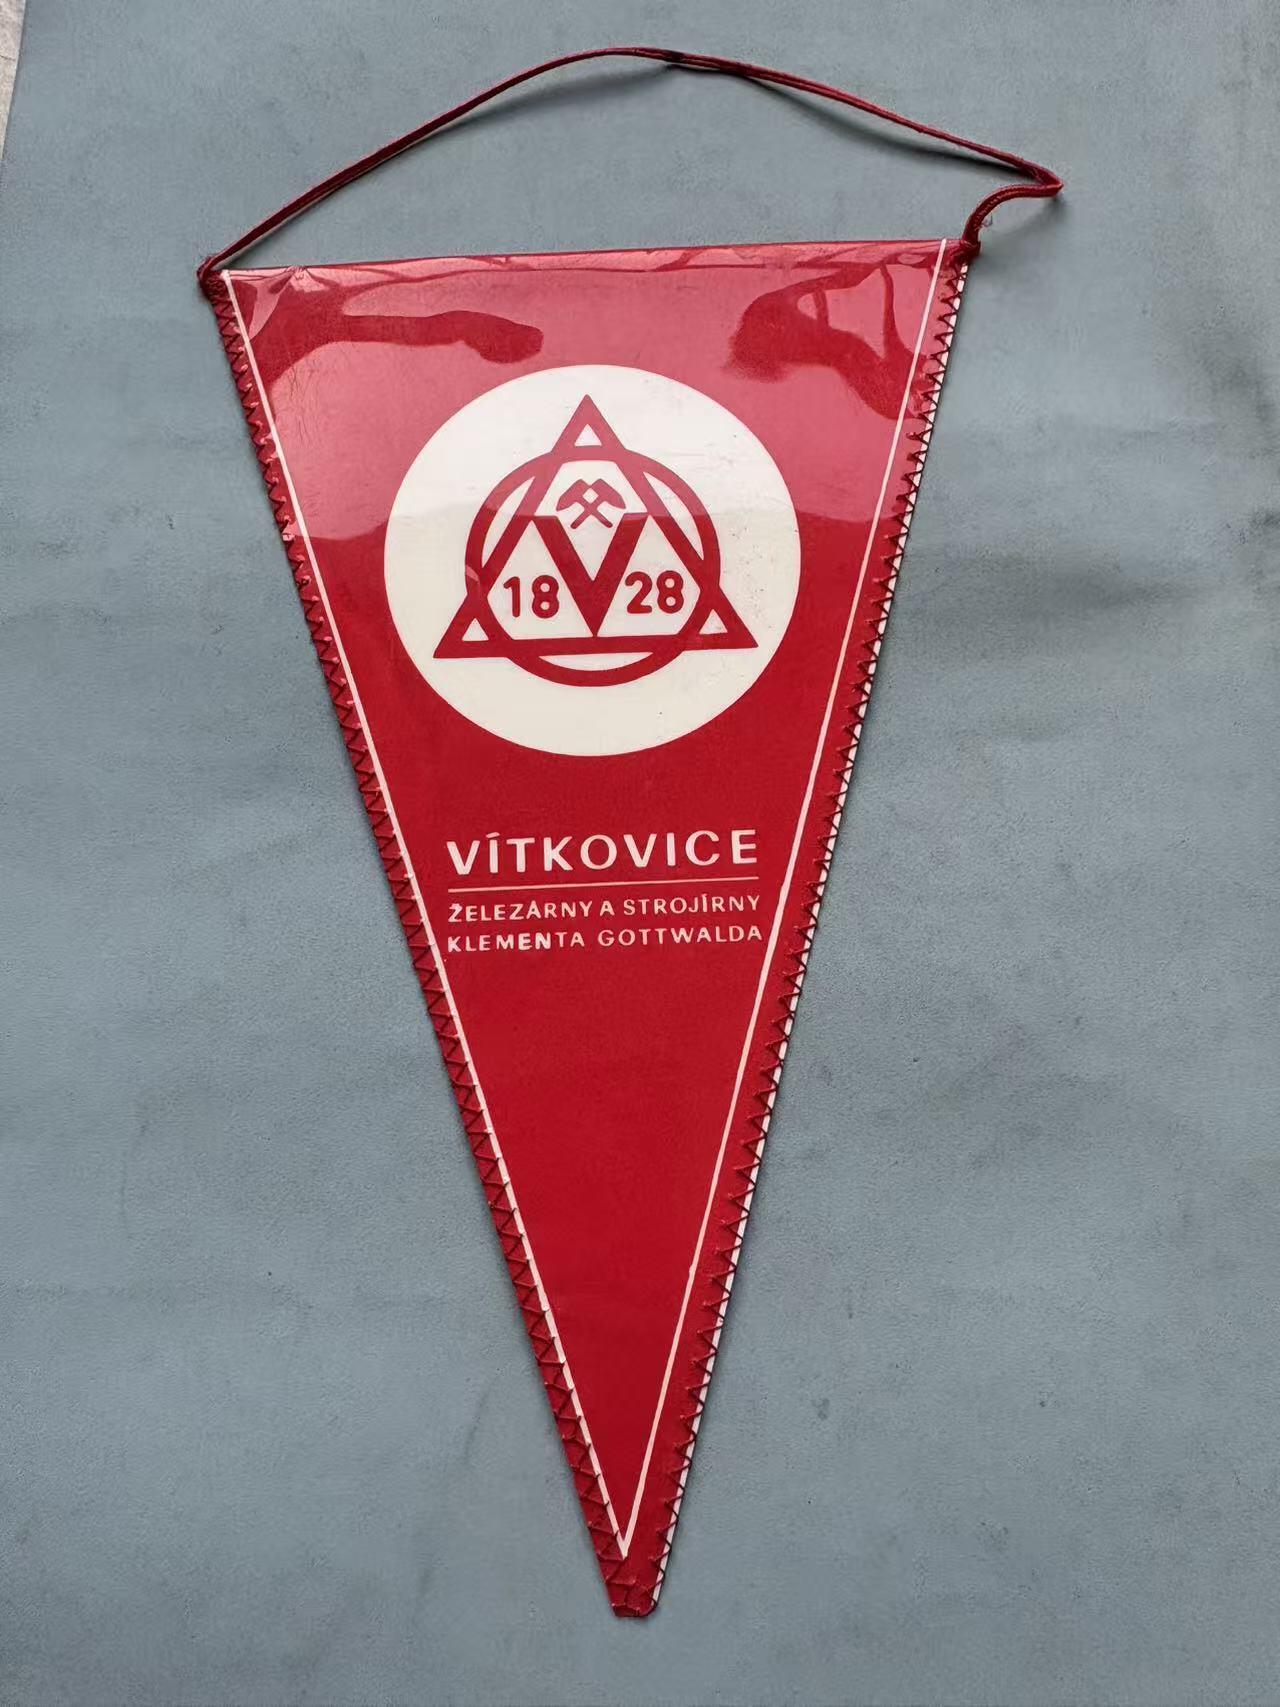 18 V 28
VÍTKOVICE
ŽELEZÁRNY A STROJÍRNY
KLEMENTA GOTTWALDA